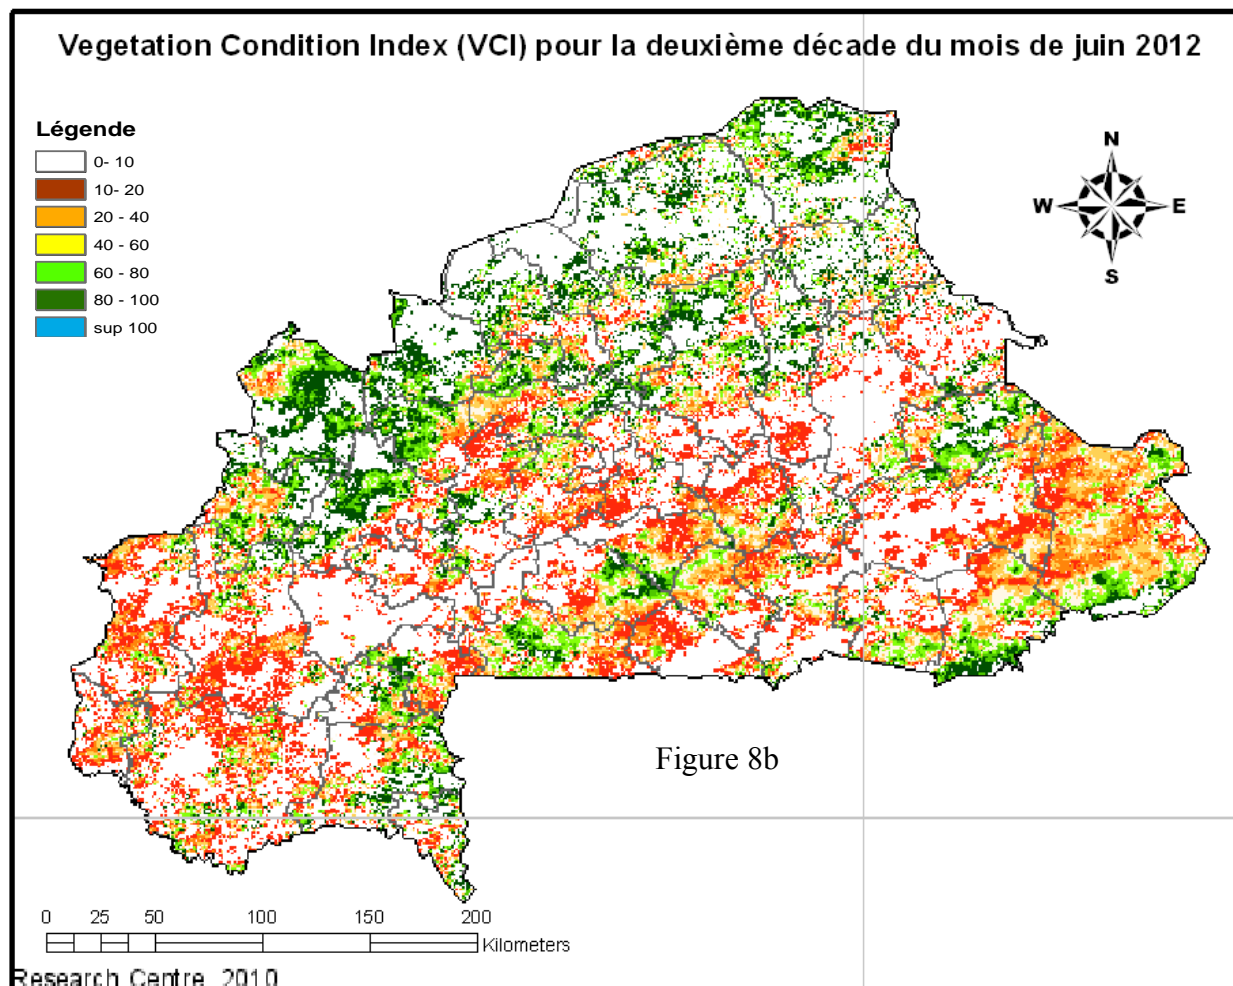 Vegetation Condition Index (VCI) pour la deuxième décade du mois de juin 2012
Légende
0- 10
10- 20
20 - 40
40 - 60
60 - 80
80 - 100
sup 100
N
W E
S
Figure 8b
0 25 50 100 150 200
Kilometers
Research Centre 2010